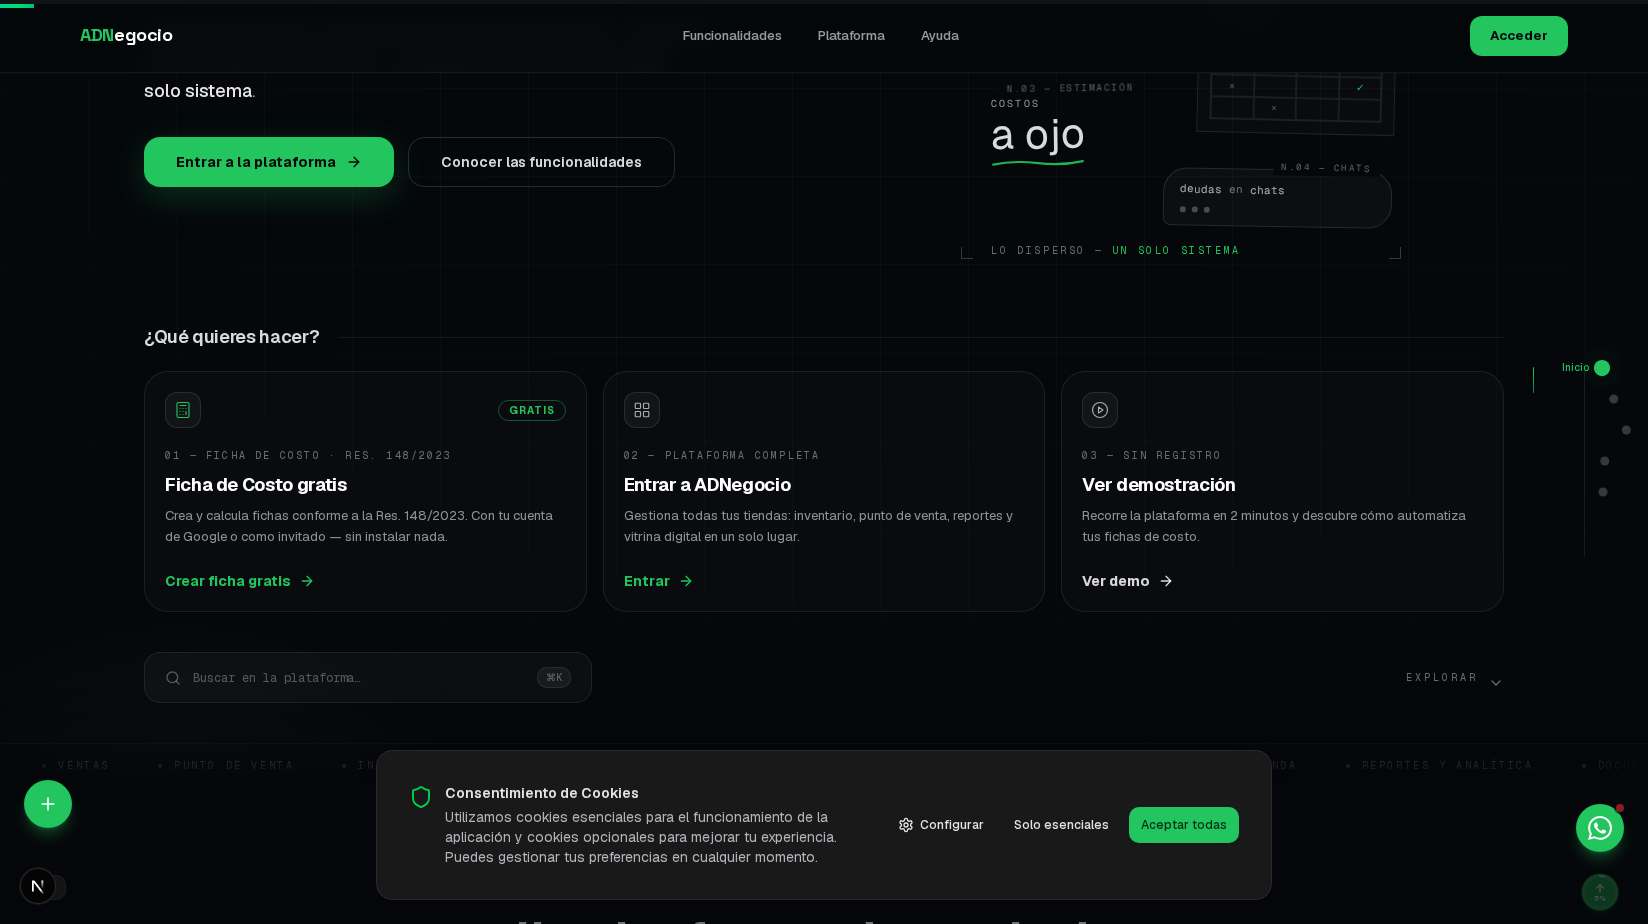 ADNegocio
Funcionalidades
Plataforma
Ayuda
Acceder
solo sistema.
Entrar a la plataforma
Conocer las funcionalidades
N.03 — ESTIMACIÓN
COSTOS
a ojo
N.04 — CHATS
deudas en chats
LO DISPERSO — UN SOLO SISTEMA
¿Qué quieres hacer?
Inicio
GRATIS
01 — FICHA DE COSTO · RES. 148/2023
Ficha de Costo gratis
Crea y calcula fichas conforme a la Res. 148/2023. Con tu cuenta
de Google o como invitado — sin instalar nada.
Crear ficha gratis
02 — PLATAFORMA COMPLETA
Entrar a ADNegocio
Gestiona todas tus tiendas: inventario, punto de venta, reportes y
vitrina digital en un solo lugar.
Entrar
03 — SIN REGISTRO
Ver demostración
Recorre la plataforma en 2 minutos y descubre cómo automatiza
tus fichas de costo.
Ver demo
Buscar en la plataforma…
⌘K
EXPLORAR
VENTAS
PUNTO DE VENTA
REPORTES Y ANALÍTICA
Consentimiento de Cookies
Utilizamos cookies esenciales para el funcionamiento de la
aplicación y cookies opcionales para mejorar tu experiencia.
Puedes gestionar tus preferencias en cualquier momento.
Configurar
Solo esenciales
Aceptar todas
N